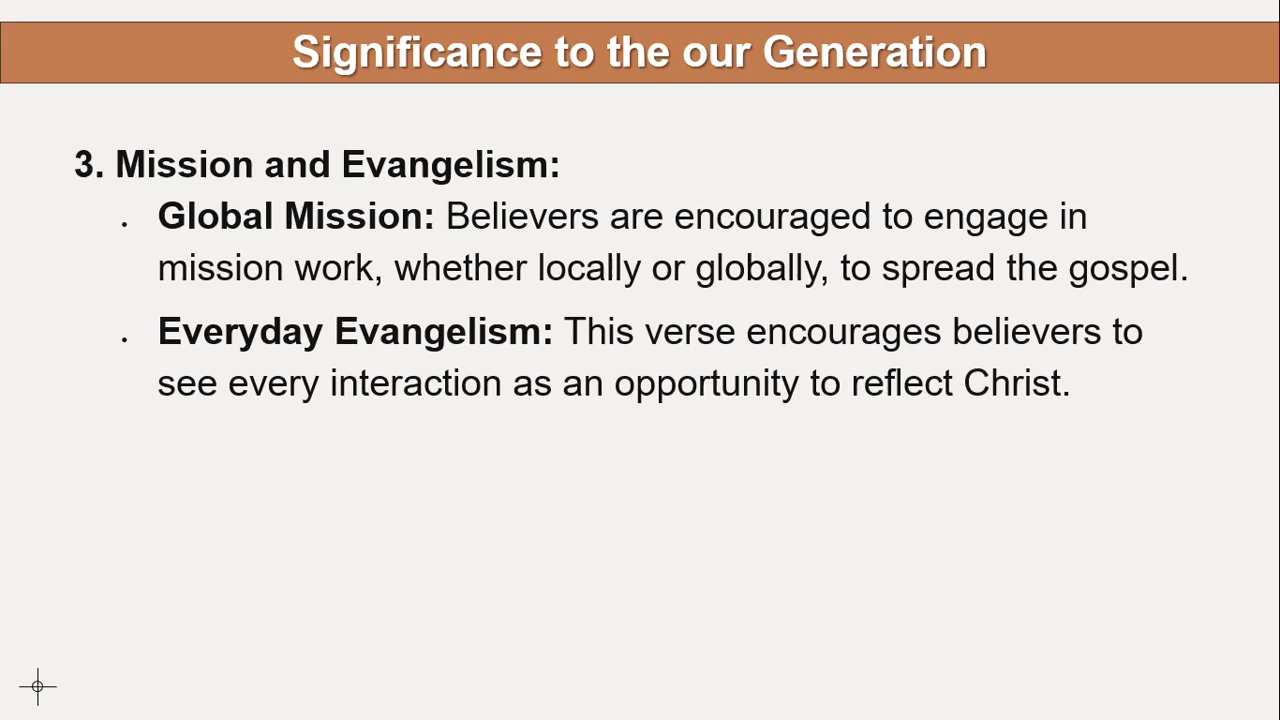 Significance to the our Generation
3. Mission and Evangelism:
• Global Mission: Believers are encouraged to engage in
mission work, whether locally or globally, to spread the gospel.
• Everyday Evangelism: This verse encourages believers to
see every interaction as an opportunity to reflect Christ.